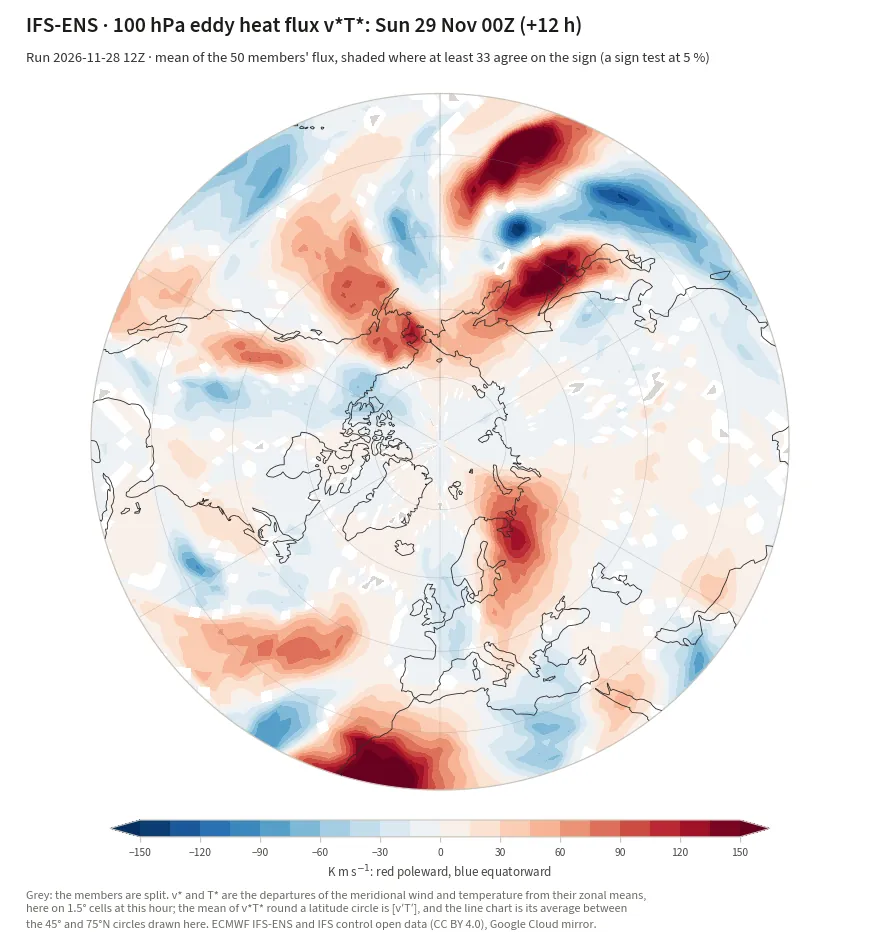 IFS-ENS · 100 hPa eddy heat flux v*T*: Sun 29 Nov 00Z (+12 h)
Run 2026-11-28 12Z · mean of the 50 members' flux, shaded where at least 33 agree on the sign (a sign test at 5 %)
−150 −120 −90 −60 −30 0 30 60 90 120 150
K m s⁻¹: red poleward, blue equatorward
Grey: the members are split. v* and T* are the departures of the meridional wind and temperature from their zonal means,
here on 1.5° cells at this hour; the mean of v*T* round a latitude circle is [v′T′], and the line chart is its average between
the 45° and 75°N circles drawn here. ECMWF IFS-ENS and IFS control open data (CC BY 4.0), Google Cloud mirror.